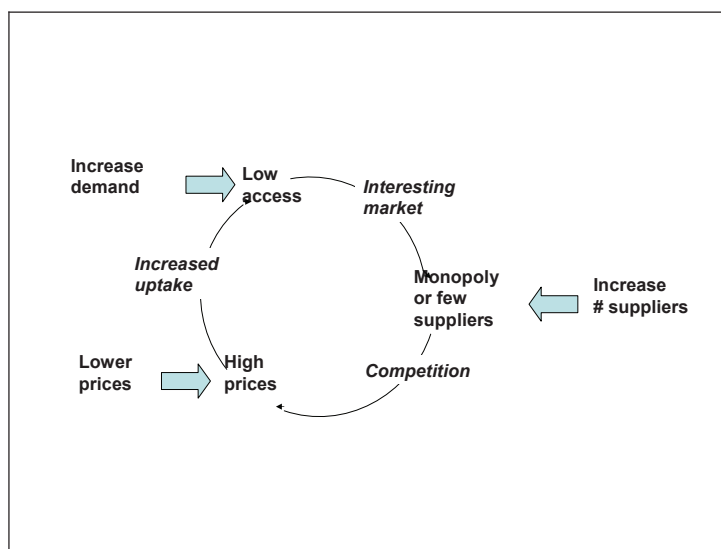 Increase
demand
Low
access
Interesting
market
Increased
uptake
Monopoly
or few
suppliers
Increase
# suppliers
Lower
prices
High
prices
Competition